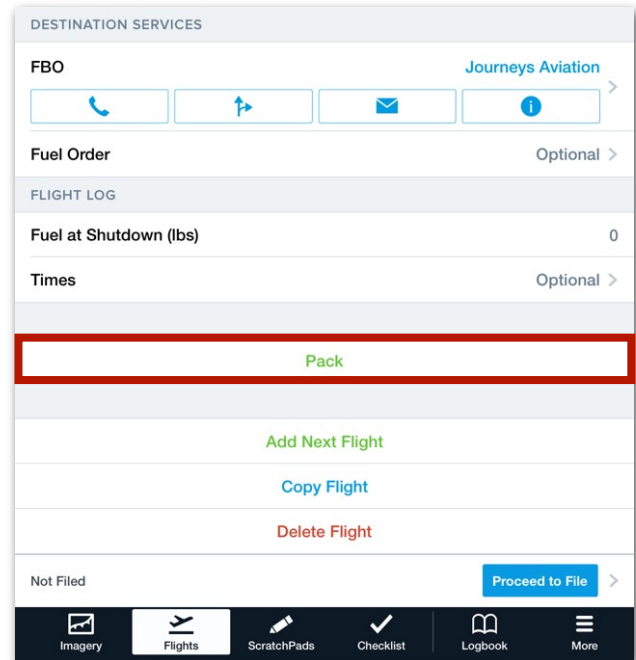 DESTINATION SERVICES
FBO Journeys Aviation
Fuel Order Optional
FLIGHT LOG
Fuel at Shutdown (lbs) 0
Times Optional
Pack
Add Next Flight
Copy Flight
Delete Flight
Not Filed Proceed to File
Imagery Flights ScratchPads Checklist Logbook More